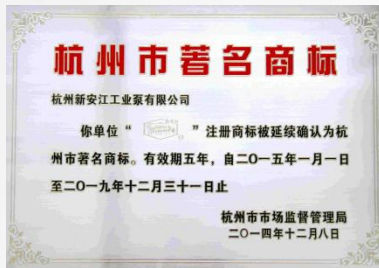 杭州市著名商标
杭州新安江工业泵有限公司
你单位“ ”注册商标被延续确认为杭
州市著名商标。有效期五年，自二〇一五年一月一日
至二〇一九年十二月三十一日止
杭州市市场监督管理局
二〇一四年十二月八日